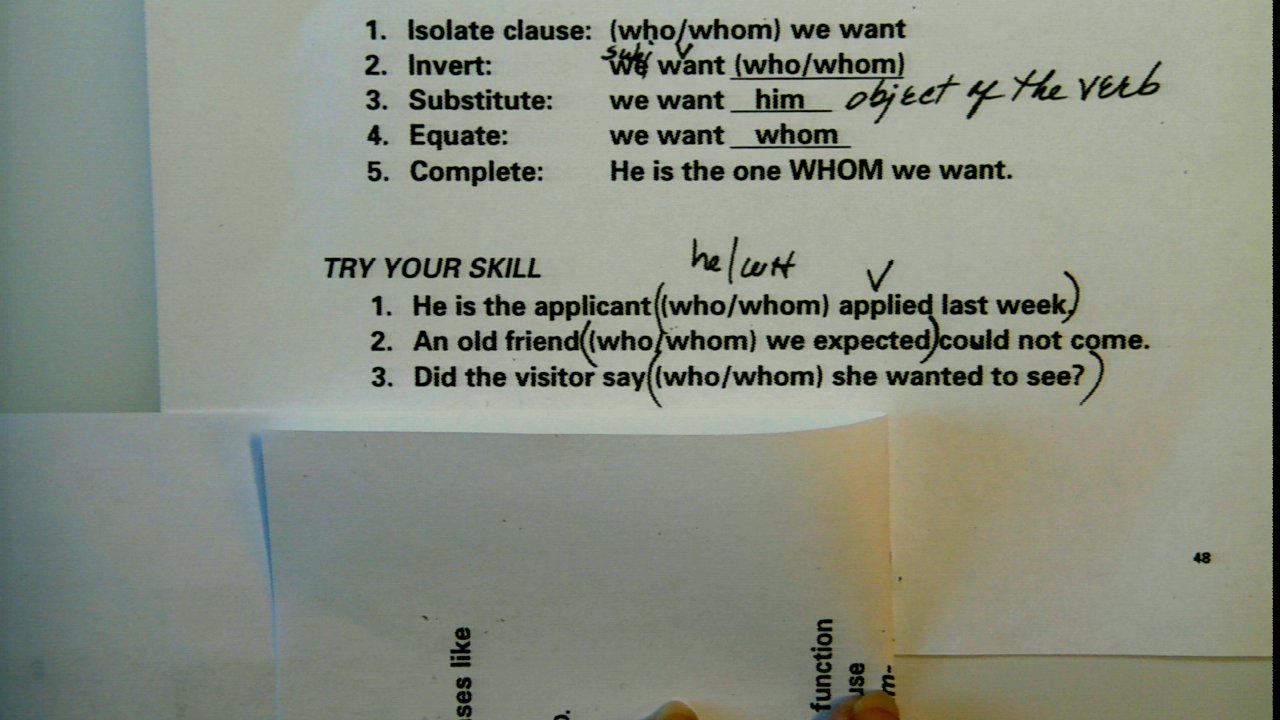 1. Isolate clause: (who/whom) we want
subj v
2. Invert: we want (who/whom)
3. Substitute: we want him object of the verb
4. Equate: we want whom
5. Complete: He is the one WHOM we want.
he/ v
TRY YOUR SKILL
1. He is the applicant ((who/whom) applied last week.)
2. An old friend ((who/whom) we expected) could not come.
3. Did the visitor say ((who/whom) she wanted to see?)
48
ses like
function
use
m-